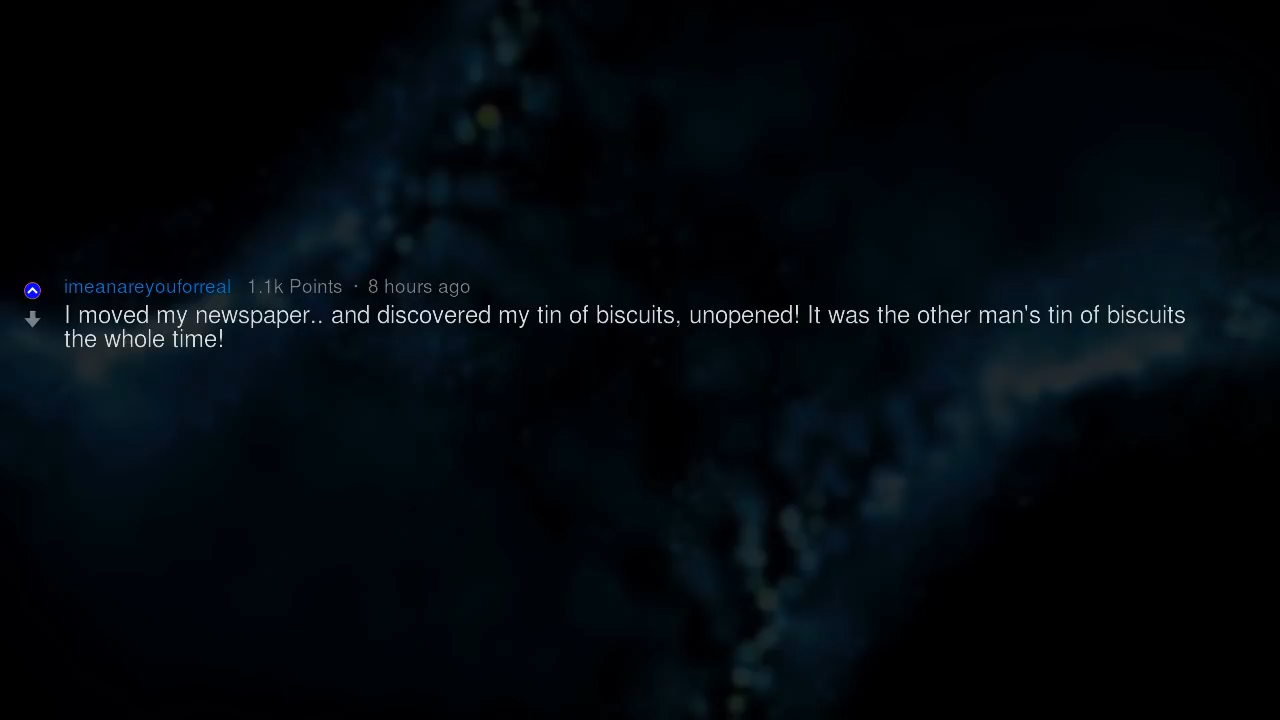 imeanareyouforreal 1.1k Points · 8 hours ago
I moved my newspaper.. and discovered my tin of biscuits, unopened! It was the other man's tin of biscuits
the whole time!